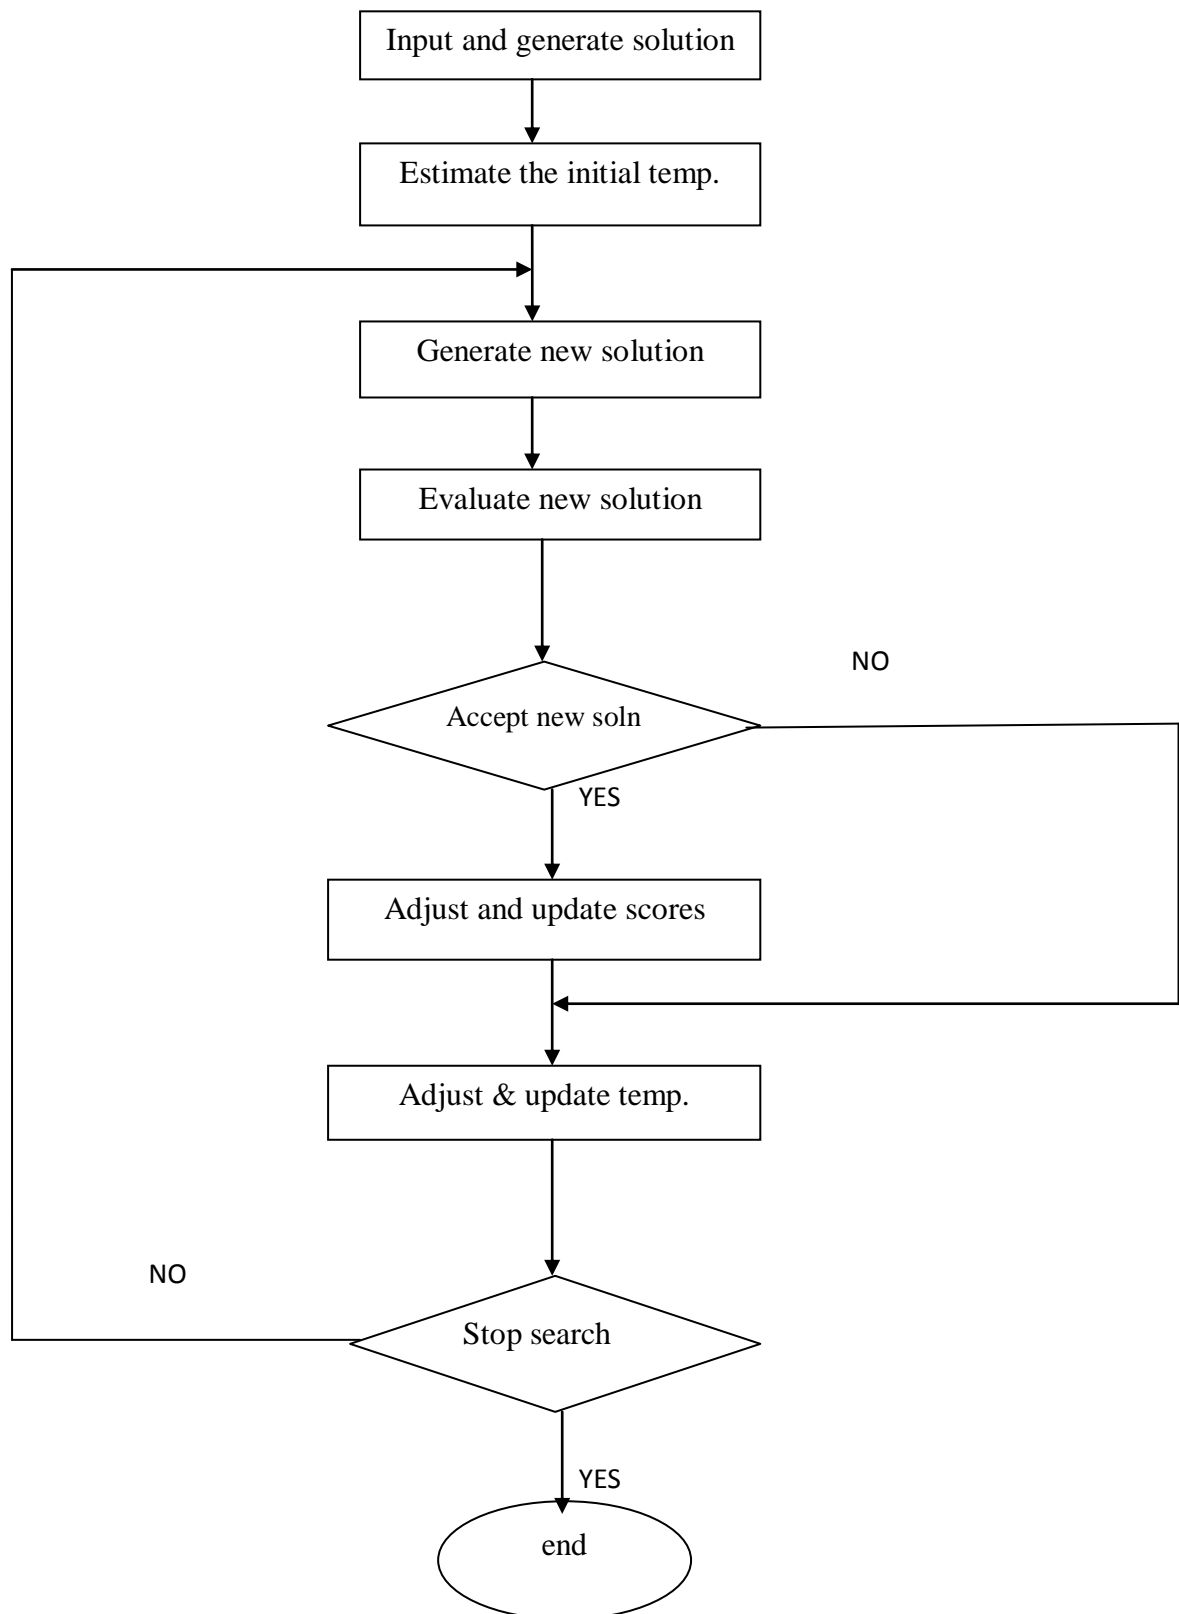 Input and generate solution
Estimate the initial temp.
Generate new solution
Evaluate new solution
NO
Accept new soln
YES
Adjust and update scores
Adjust & update temp.
NO
Stop search
YES
end